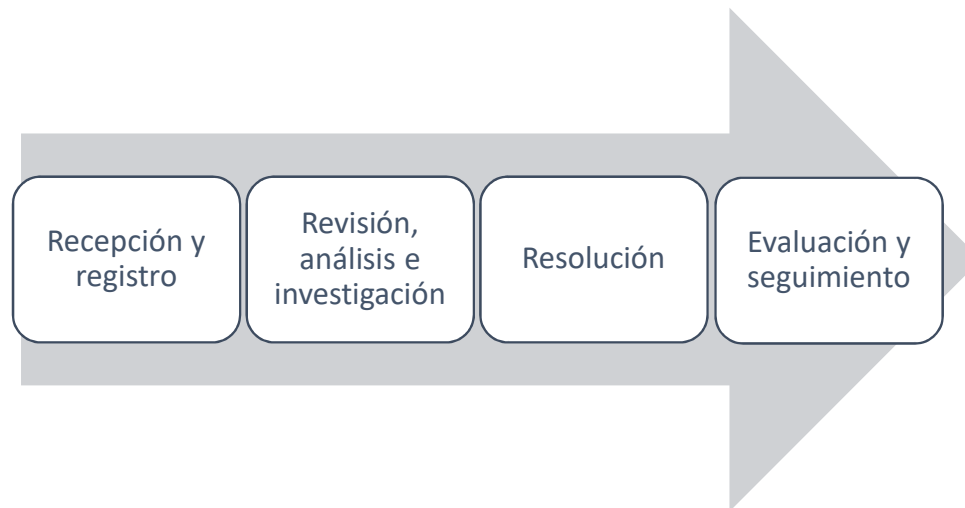 Recepción y
registro
Revisión,
análisis e
investigación
Resolución
Evaluación y
seguimiento